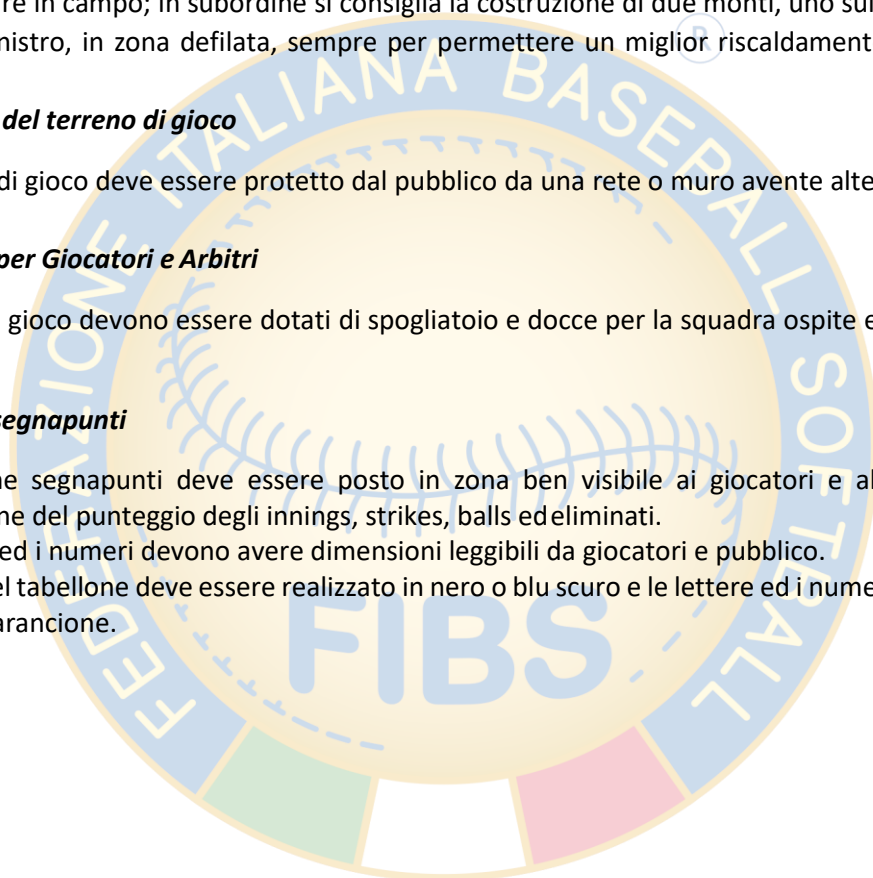 re in campo; in subordine si consiglia la costruzione di due monti, uno sul
nistro, in zona defilata, sempre per permettere un miglior riscaldament
del terreno di gioco
di gioco deve essere protetto dal pubblico da una rete o muro avente alte
per Giocatori e Arbitri
gioco devono essere dotati di spogliatoio e docce per la squadra ospite e
segnapunti
ne segnapunti deve essere posto in zona ben visibile ai giocatori e al
ne del punteggio degli innings, strikes, balls ed eliminati.
ed i numeri devono avere dimensioni leggibili da giocatori e pubblico.
el tabellone deve essere realizzato in nero o blu scuro e le lettere ed i nume
arancione.
FEDERAZIONE ITALIANA BASEBALL SOFTBALL
®
FIBS